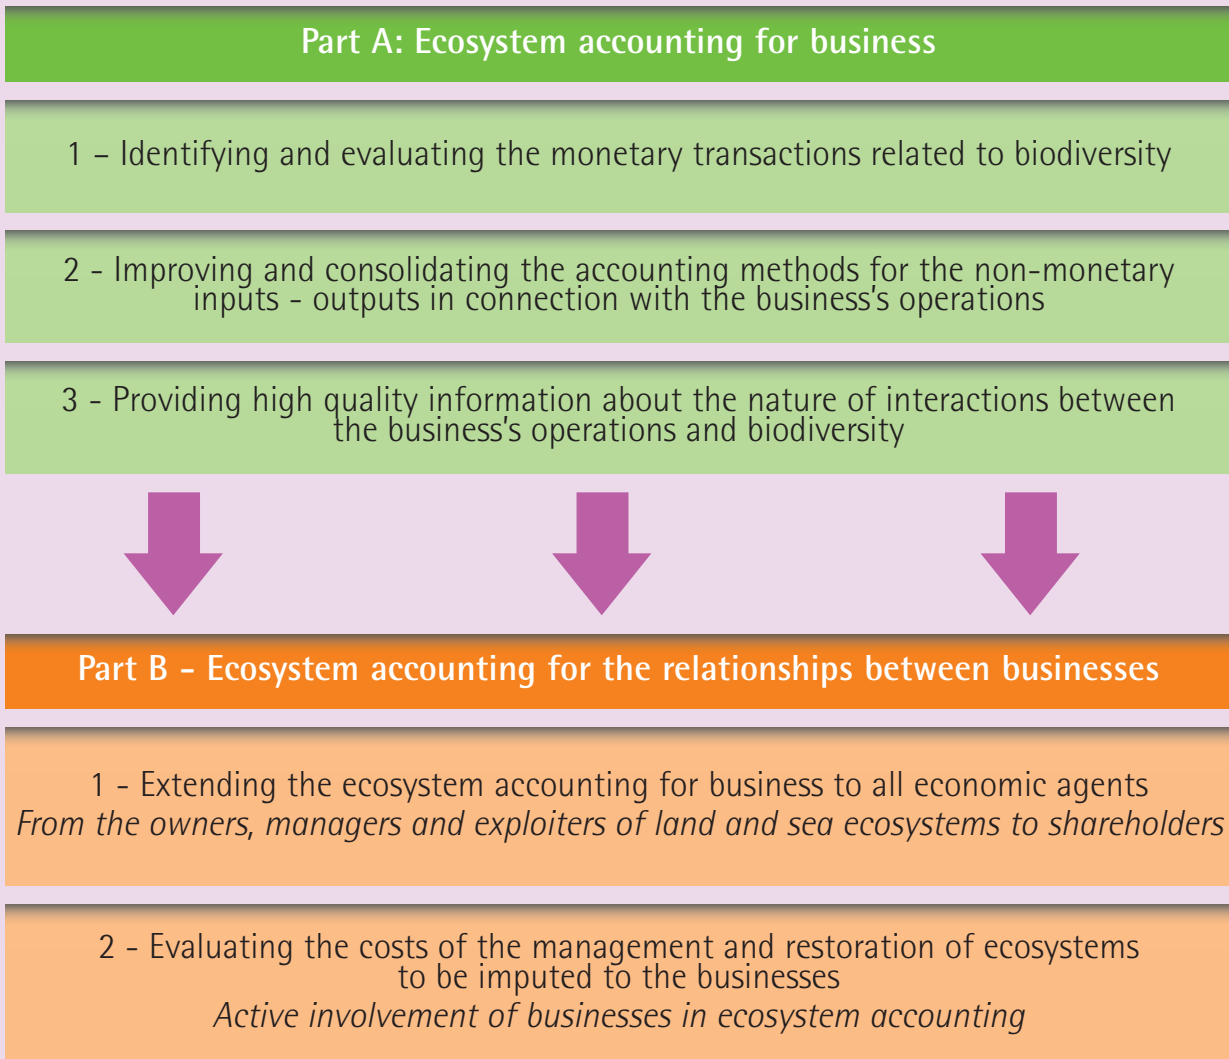 Part A: Ecosystem accounting for business
1 – Identifying and evaluating the monetary transactions related to biodiversity
2 - Improving and consolidating the accounting methods for the non-monetary
inputs - outputs in connection with the business's operations
3 - Providing high quality information about the nature of interactions between
the business's operations and biodiversity
Part B - Ecosystem accounting for the relationships between businesses
1 - Extending the ecosystem accounting for business to all economic agents
From the owners, managers and exploiters of land and sea ecosystems to shareholders
2 - Evaluating the costs of the management and restoration of ecosystems
to be imputed to the businesses
Active involvement of businesses in ecosystem accounting